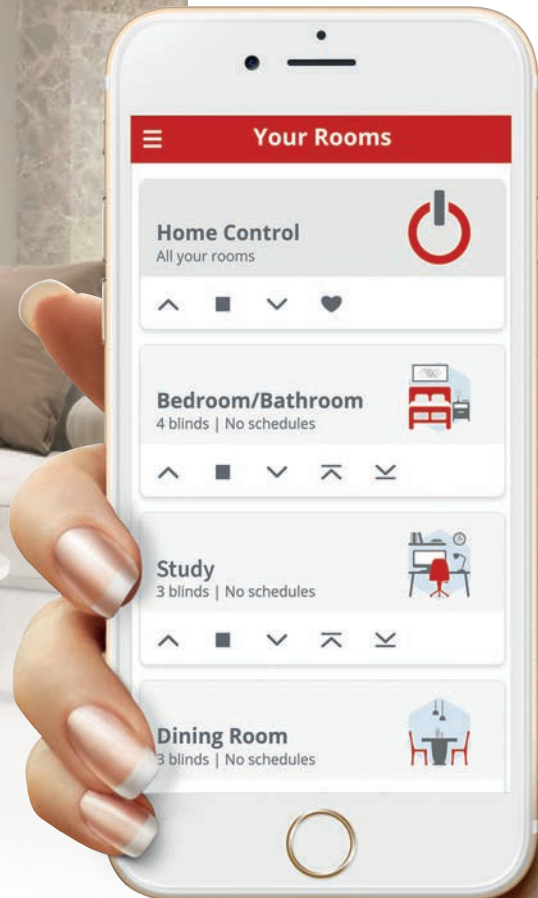 Your Rooms
Home Control
All your rooms
Bedroom/Bathroom
4 blinds | No schedules
Study
3 blinds | No schedules
Dining Room
3 blinds | No schedules